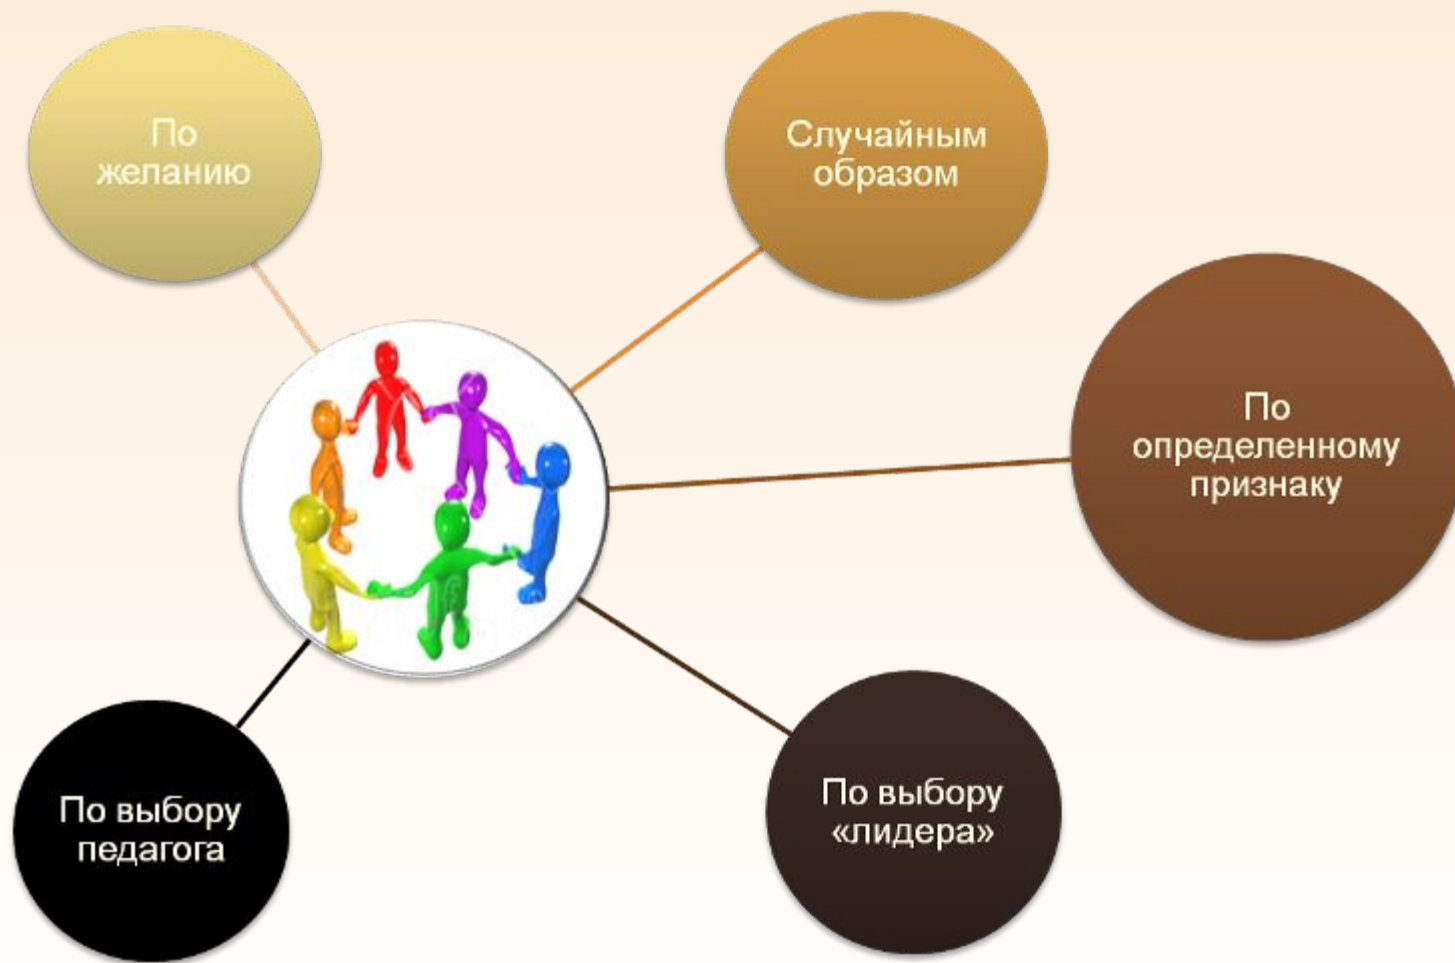 По
желанию
Случайным
образом
По
определенному
признаку
По выбору
«лидера»
По выбору
педагога